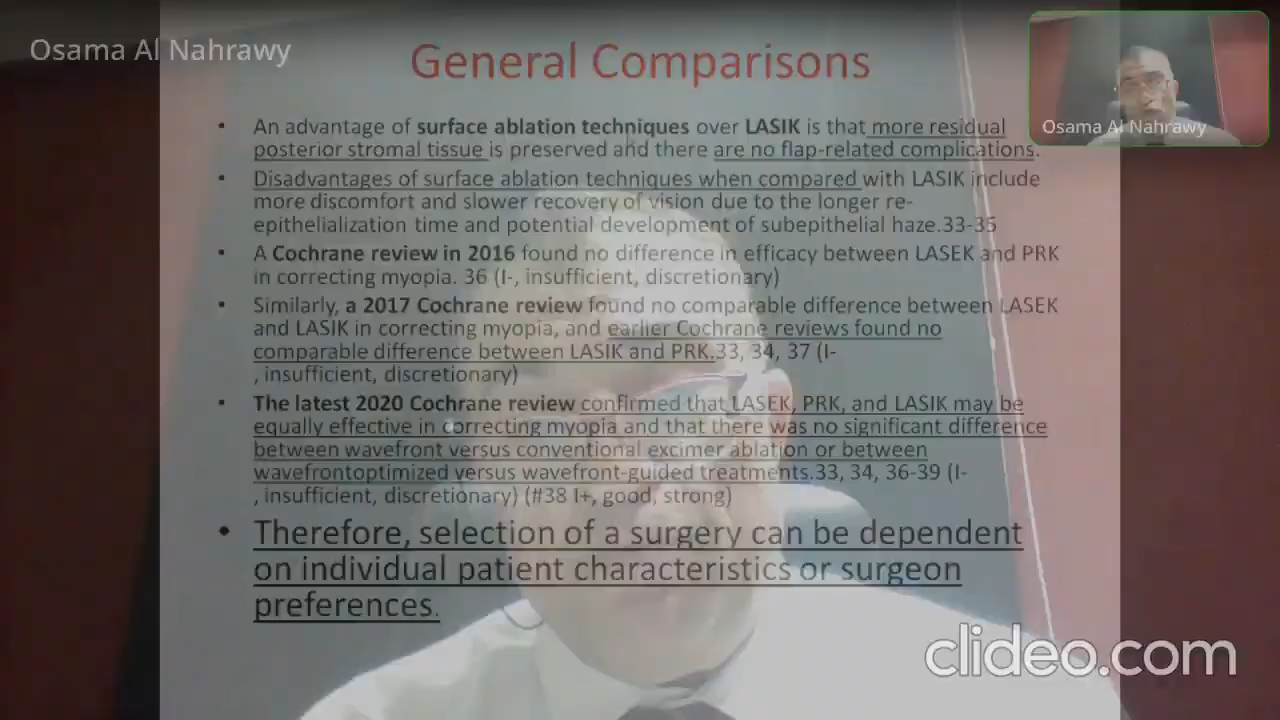 Osama Al Nahrawy
General Comparisons
Osama Al Nahrawy
• An advantage of surface ablation techniques over LASIK is that more residual
posterior stromal tissue is preserved and there are no flap-related complications.
• Disadvantages of surface ablation techniques when compared with LASIK include
more discomfort and slower recovery of vision due to the longer re-
epithelialization time and potential development of subepithelial haze.33-35
• A Cochrane review in 2016 found no difference in efficacy between LASEK and PRK
in correcting myopia. 36 (I-, insufficient, discretionary)
• Similarly, a 2017 Cochrane review found no comparable difference between LASEK
and LASIK in correcting myopia, and earlier Cochrane reviews found no
comparable difference between LASIK and PRK.33, 34, 37 (I-
, insufficient, discretionary)
• The latest 2020 Cochrane review confirmed that LASEK, PRK, and LASIK may be
equally effective in correcting myopia and that there was no significant difference
between wavefront versus conventional excimer ablation or between
wavefrontoptimized versus wavefront-guided treatments.33, 34, 36-39 (I-
, insufficient, discretionary) (#38 I+, good, strong)
• Therefore, selection of a surgery can be dependent
on individual patient characteristics or surgeon
preferences.
clideo.com